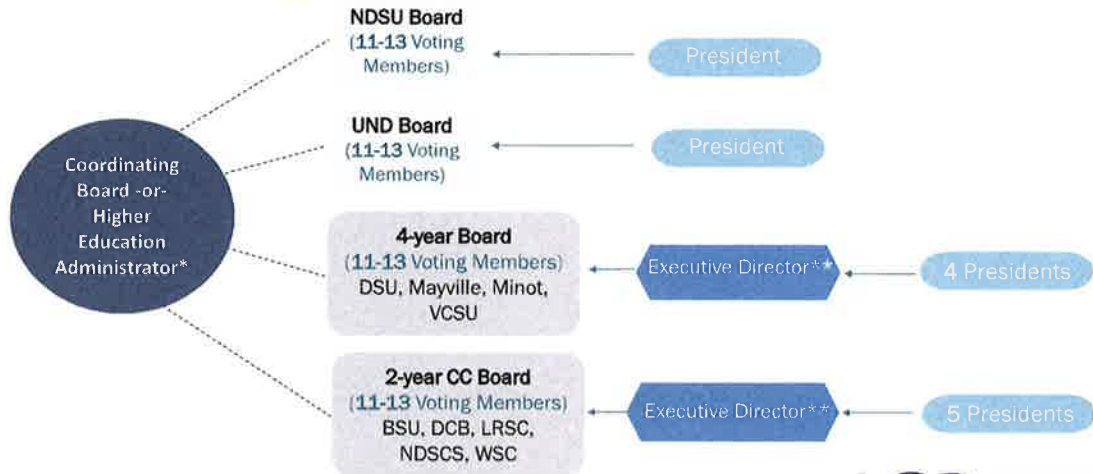 NDSU Board
(11-13 Voting
Members)
President
UND Board
(11-13 Voting
Members)
President
Coordinating
Board -or-
Higher
Education
Administrator*
4-year Board
(11-13 Voting Members)
DSU, Mayville, Minot,
VCSU
Executive Director**
4 Presidents
2-year CC Board
(11-13 Voting Members)
BSU, DCB, LRSC,
NDSCS, WSC
Executive Director**
5 Presidents